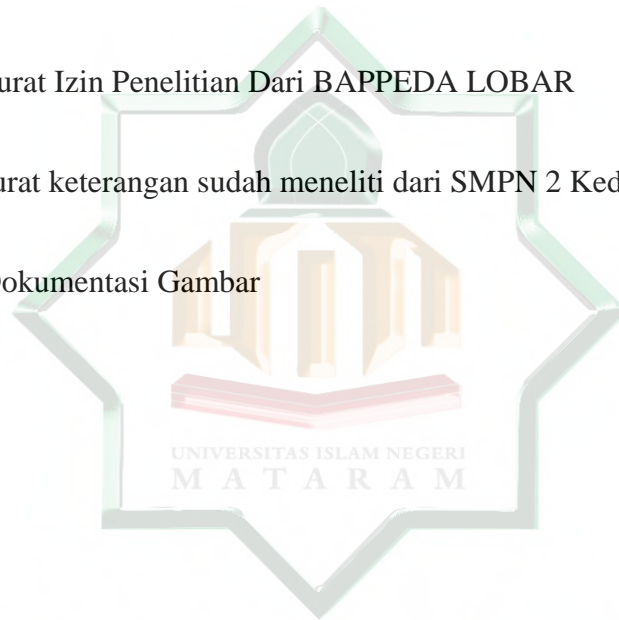 urat Izin Penelitian Dari BAPPEDA LOBAR
urat keterangan sudah meneliti dari SMPN 2 Ked
okumentasi Gambar
UNIVERSITAS ISLAM NEGERI
MATARAM